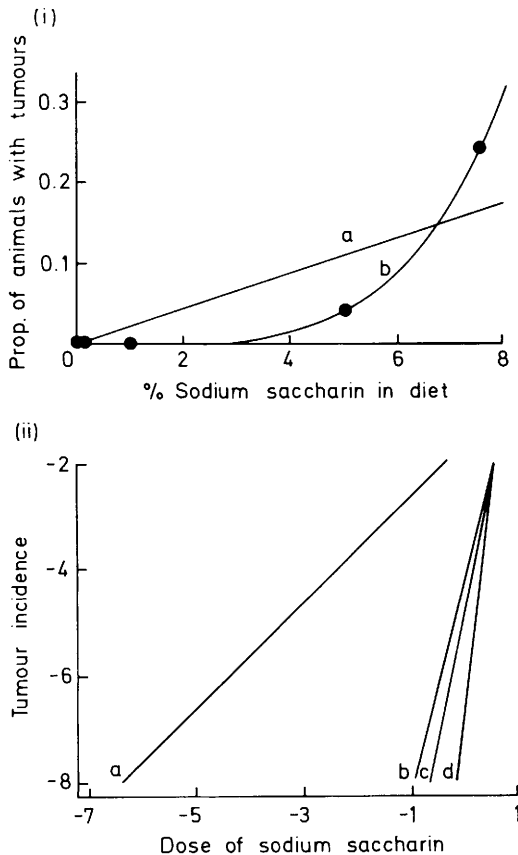 (i)
Prop. of animals with tumours
0.3
0.2
0.1
a
b
0 2 4 6 8
% Sodium saccharin in diet
(ii)
Tumour incidence
-2
-4
-6
-8
a b c d
-7 -5 -3 -1 1
Dose of sodium saccharin